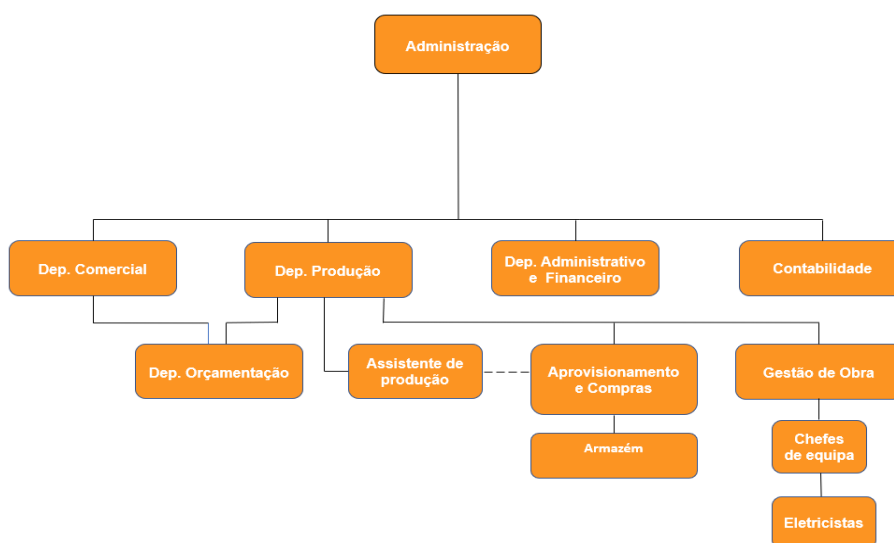 Administração
Dep. Comercial
Dep. Produção
Dep. Administrativo
e Financeiro
Contabilidade
Dep. Orçamentação
Assistente de
produção
Aprovisionamento
e Compras
Gestão de Obra
Armazém
Chefes
de equipa
Eletricistas